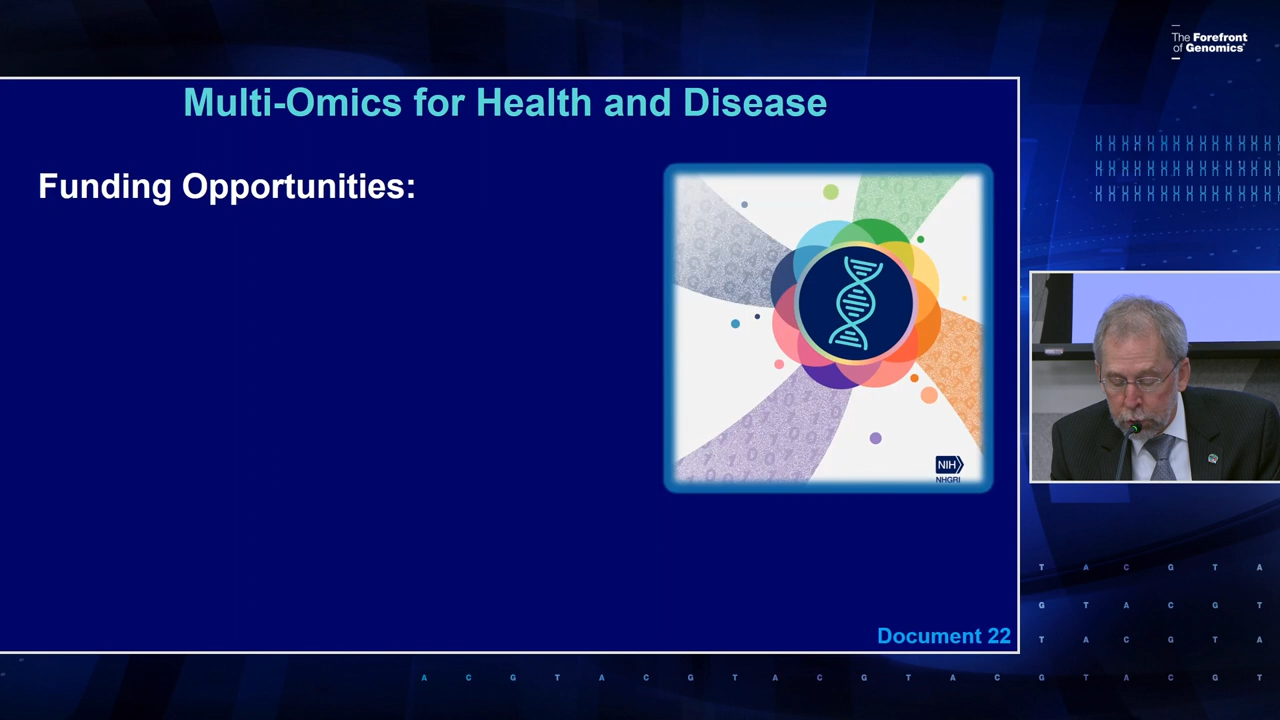 The Forefront
of Genomics®
Multi-Omics for Health and Disease
Funding Opportunities:
NIH
NHGRI
Document 22
T A C G T A
G T A C G T
T A C G T A
A C G T A C G T A C G T A C G T A C G T